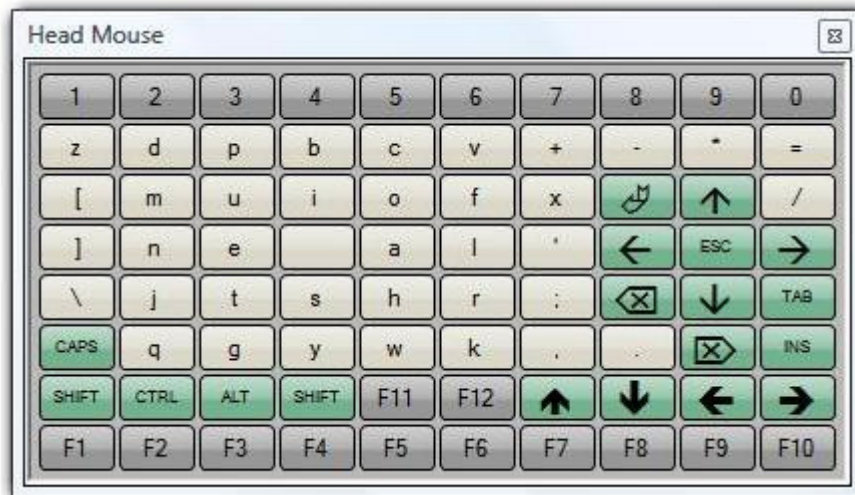 Head Mouse
1 2 3 4 5 6 7 8 9 0
z d p b c v + - * =
[ m u i o f x ↑ /
] n e a l ' ← ESC →
\ j t s h r ; ⌫ ↓ TAB
CAPS q g y w k , . ⌦ INS
SHIFT CTRL ALT SHIFT F11 F12 ↑ ↓ ← →
F1 F2 F3 F4 F5 F6 F7 F8 F9 F10